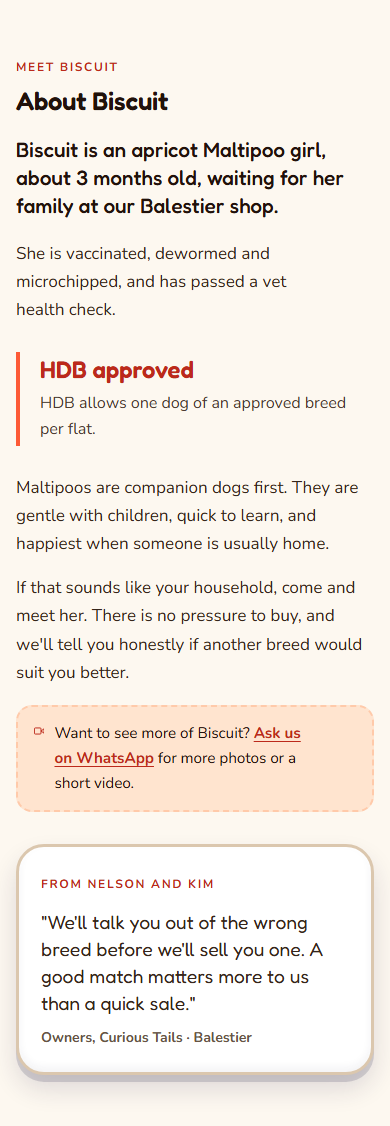 MEET BISCUIT
About Biscuit
Biscuit is an apricot Maltipoo girl,
about 3 months old, waiting for her
family at our Balestier shop.
She is vaccinated, dewormed and
microchipped, and has passed a vet
health check.
HDB approved
HDB allows one dog of an approved breed
per flat.
Maltipoos are companion dogs first. They are
gentle with children, quick to learn, and
happiest when someone is usually home.
If that sounds like your household, come and
meet her. There is no pressure to buy, and
we'll tell you honestly if another breed would
suit you better.
Want to see more of Biscuit? Ask us
on WhatsApp for more photos or a
short video.
FROM NELSON AND KIM
"We'll talk you out of the wrong
breed before we'll sell you one. A
good match matters more to us
than a quick sale."
Owners, Curious Tails · Balestier